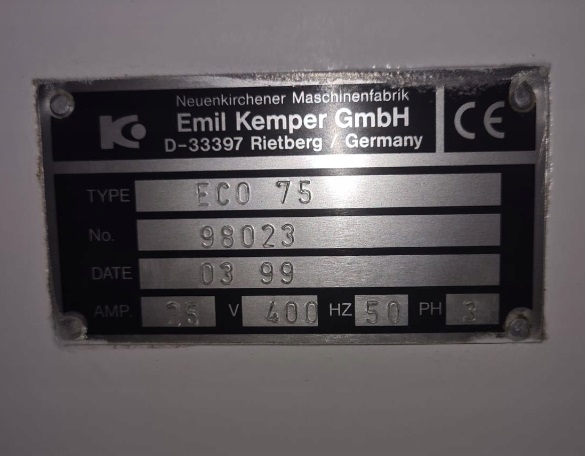 Neuenkirchener Maschinenfabrik
Emil Kemper GmbH
D-33397 Rietberg / Germany
CE
TYPE ECO 75
No. 98023
DATE 03 99
AMP. V 400 HZ 50 PH 3